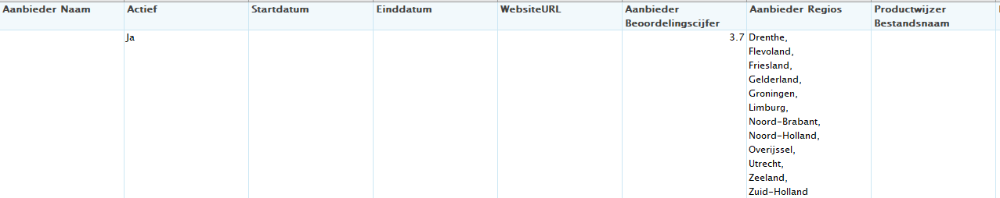 Aanbieder Naam Actief Startdatum Einddatum WebsiteURL Aanbieder Beoordelingscijfer Aanbieder Regios Productwijzer Bestandsnaam
Ja 3.7 Drenthe,
Flevoland,
Friesland,
Gelderland,
Groningen,
Limburg,
Noord-Brabant,
Noord-Holland,
Overijssel,
Utrecht,
Zeeland,
Zuid-Holland